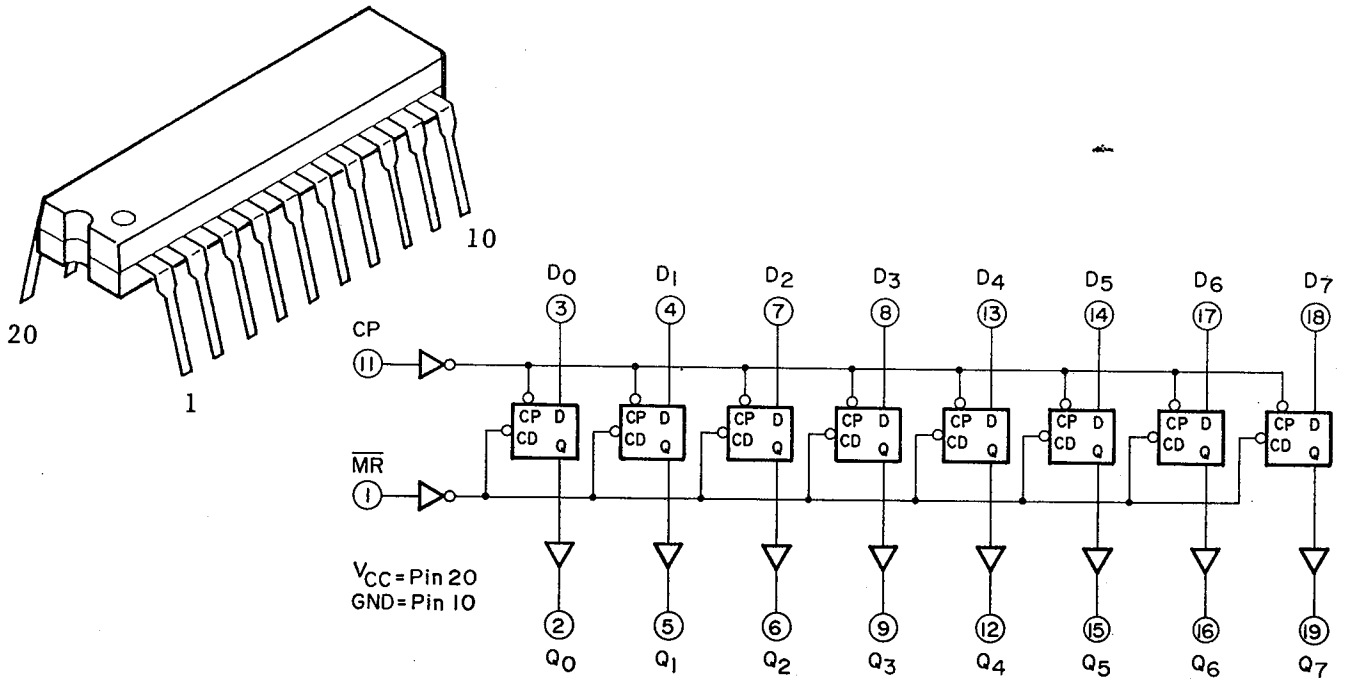 10
20
1
D0 D1 D2 D3 D4 D5 D6 D7
3 4 7 8 13 14 17 18
CP
11
CP D CP D CP D CP D CP D CP D CP D CP D
CD CD CD CD CD CD CD CD
Q Q Q Q Q Q Q Q
M̅R̅
1
VCC=Pin 20
GND=Pin 10
2 5 6 9 12 15 16 19
Q0 Q1 Q2 Q3 Q4 Q5 Q6 Q7